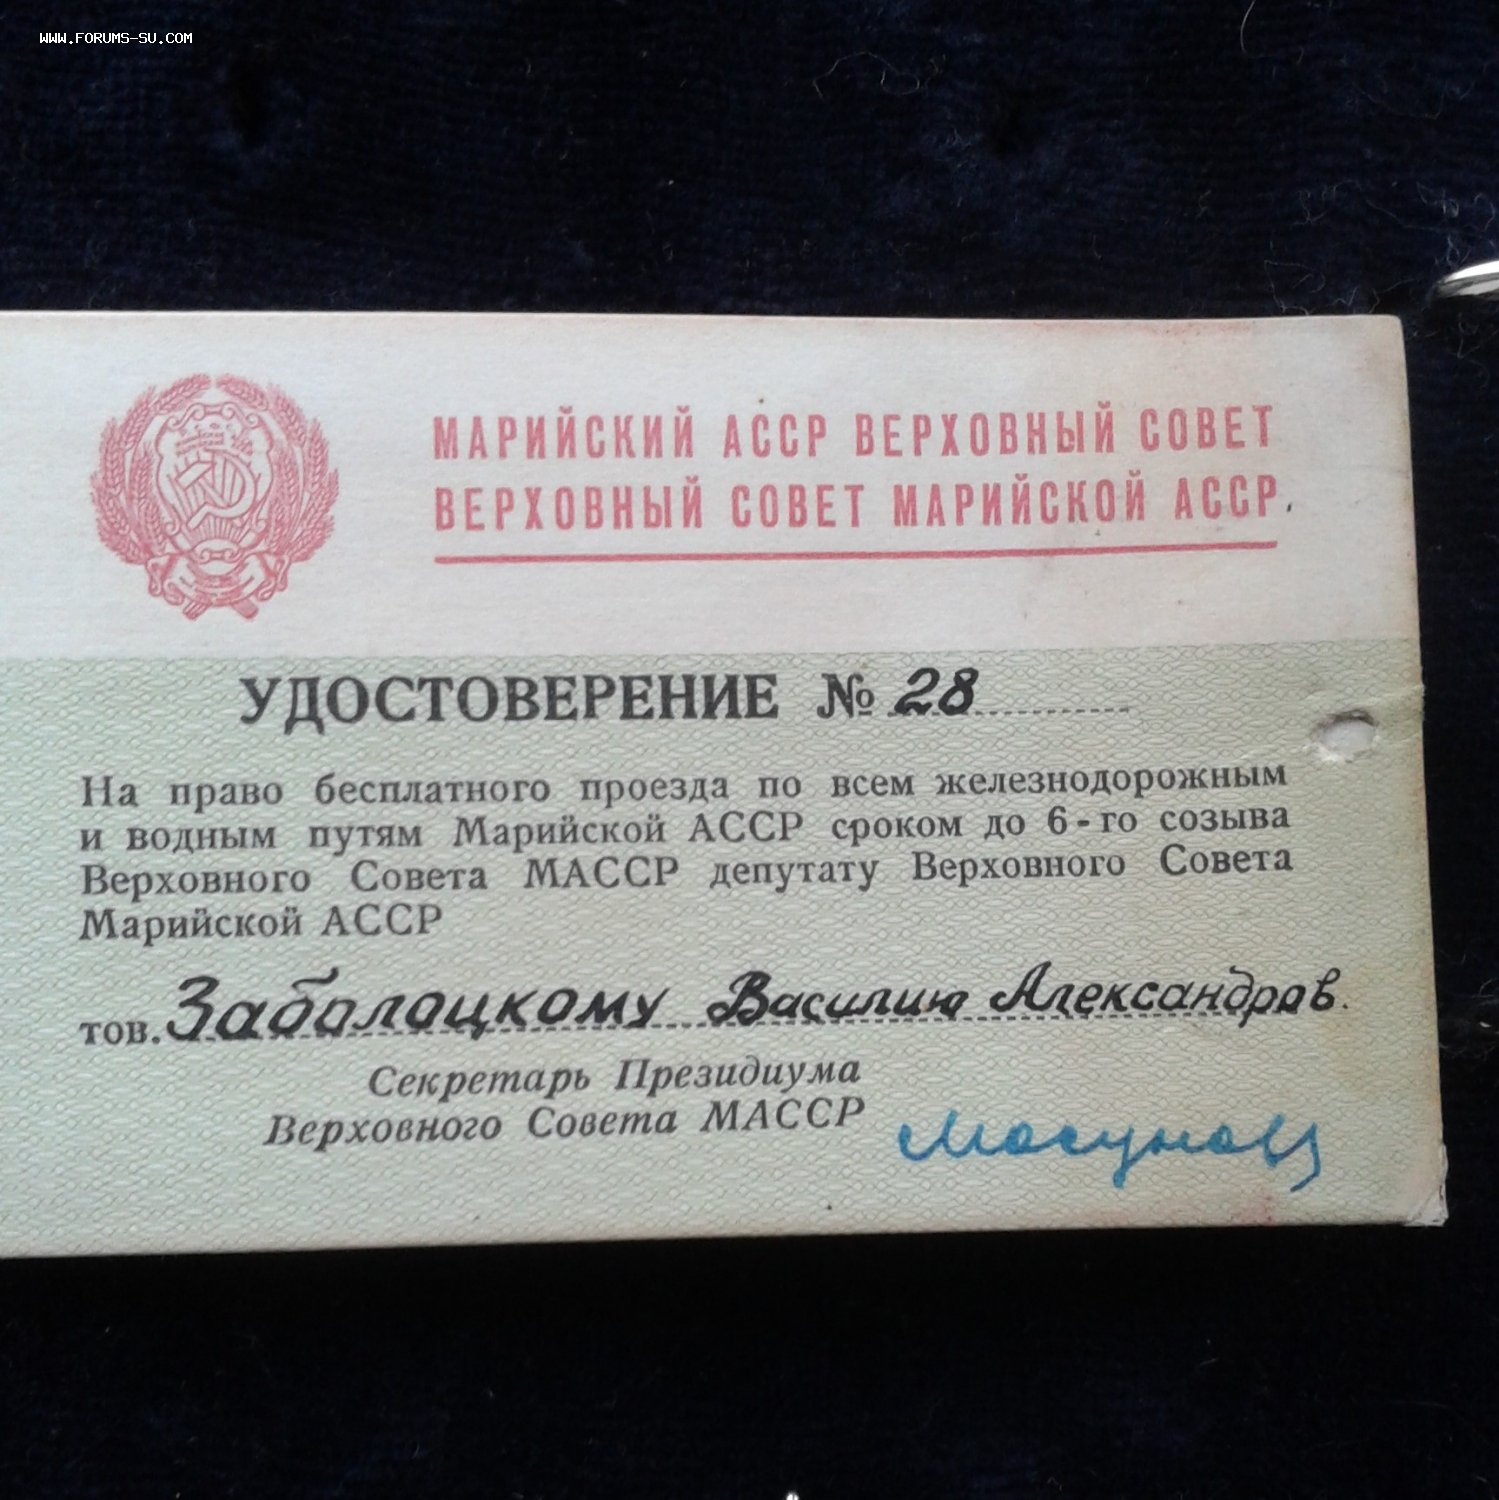 WWW.FORUMS-SU.COM
МАРИЙСКИЙ АССР ВЕРХОВНЫЙ СОВЕТ
ВЕРХОВНЫЙ СОВЕТ МАРИЙСКОЙ АССР
УДОСТОВЕРЕНИЕ № 28
На право бесплатного проезда по всем железнодорожным
и водным путям Марийской АССР сроком до 6-го созыва
Верховного Совета МАССР депутату Верховного Совета
Марийской АССР
тов. Заболоцкому Василию Александров.
Секретарь Президиума
Верховного Совета МАССР